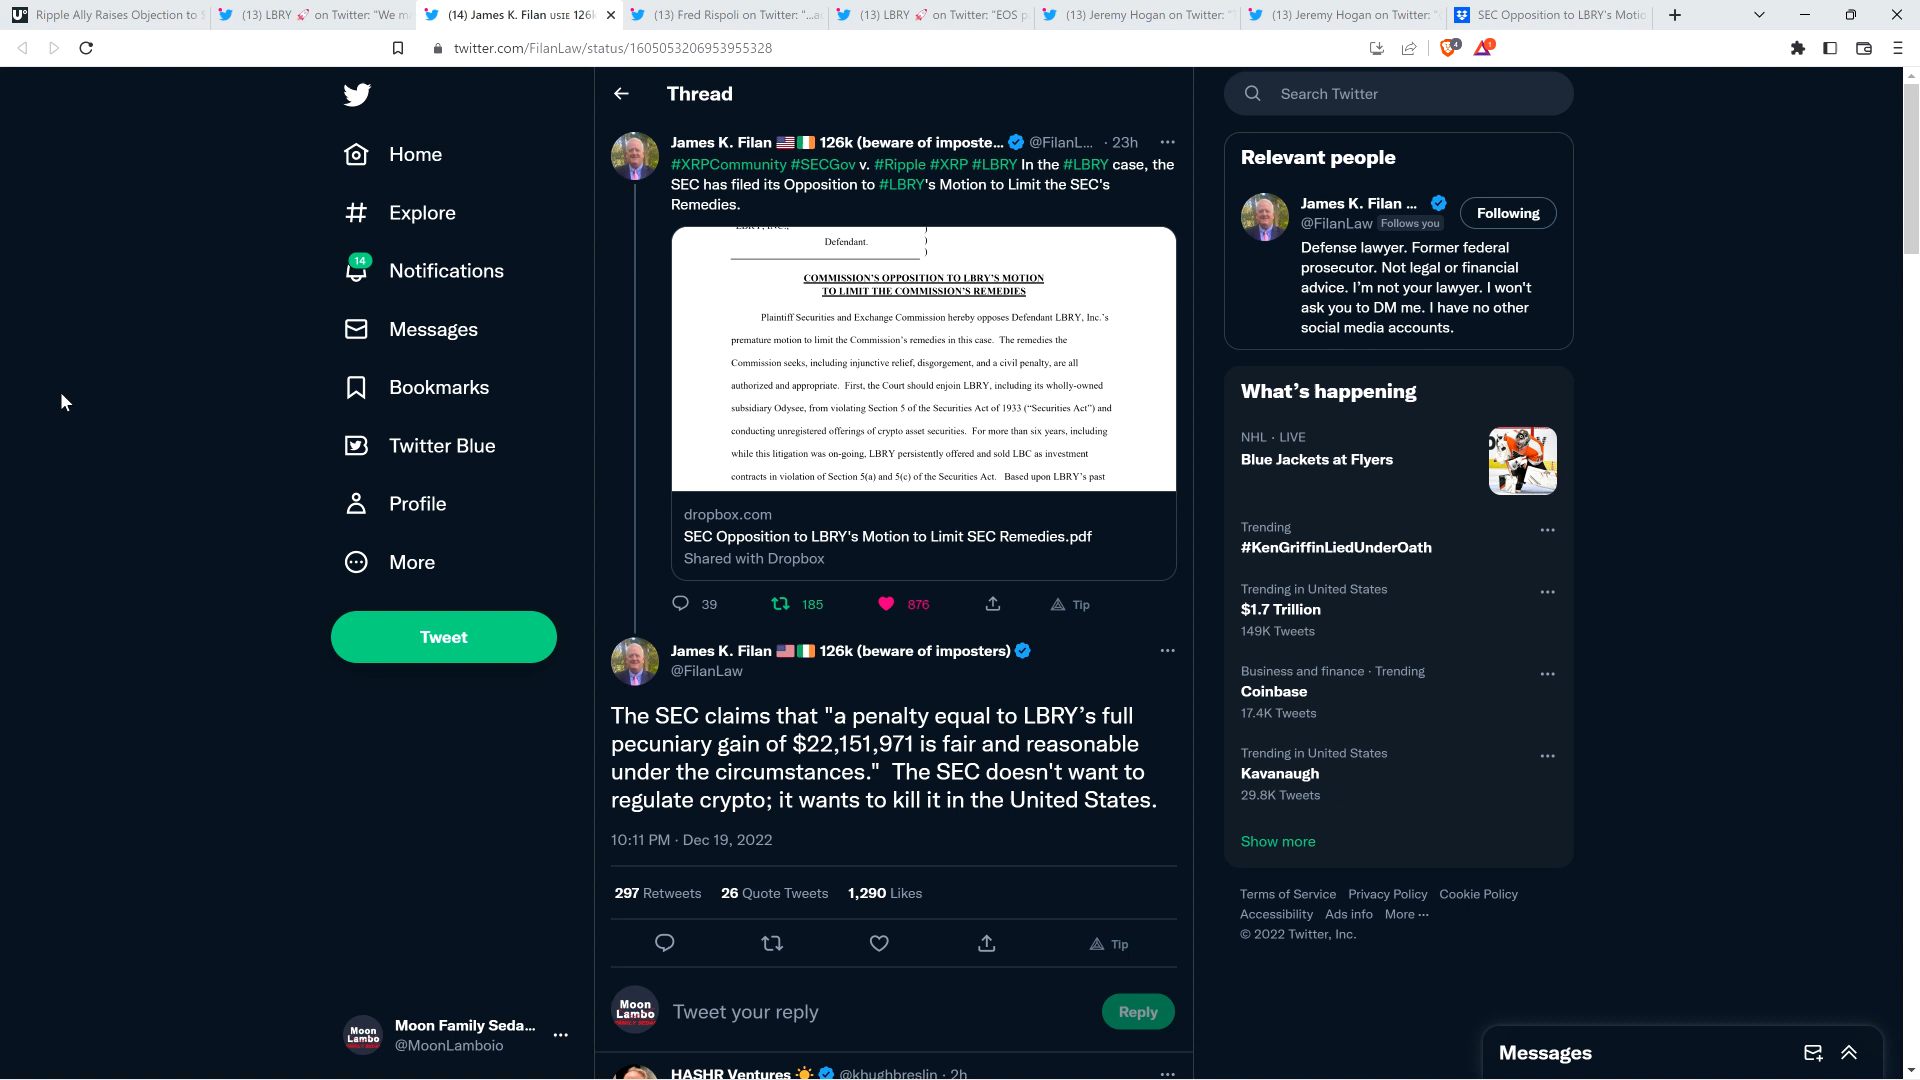 Ripple Ally Raises Objection to S
(13) LBRY 🚀 on Twitter: "We m
(14) James K. Filan 🇺🇸🇮🇪 126k
(13) Fred Rispoli on Twitter: "...a
(13) LBRY 🚀 on Twitter: "EOS p
(13) Jeremy Hogan on Twitter: "
(13) Jeremy Hogan on Twitter: "
SEC Opposition to LBRY's Motio
twitter.com/FilanLaw/status/1605053206953955328
4
1
Home
Explore
14
Notifications
Messages
Bookmarks
Twitter Blue
Profile
More
Tweet
Moon Lambo
Moon Family Seda...
@MoonLamboio
Thread
James K. Filan 🇺🇸🇮🇪 126k (beware of imposte... @FilanL... · 23h
#XRPCommunity #SECGov v. #Ripple #XRP #LBRY In the #LBRY case, the
SEC has filed its Opposition to #LBRY's Motion to Limit the SEC's
Remedies.
LBRY, INC.,
Defendant.
COMMISSION'S OPPOSITION TO LBRY'S MOTION
TO LIMIT THE COMMISSION'S REMEDIES
Plaintiff Securities and Exchange Commission hereby opposes Defendant LBRY, Inc.'s
premature motion to limit the Commission's remedies in this case. The remedies the
Commission seeks, including injunctive relief, disgorgement, and a civil penalty, are all
authorized and appropriate. First, the Court should enjoin LBRY, including its wholly-owned
subsidiary Odysee, from violating Section 5 of the Securities Act of 1933 ("Securities Act") and
conducting unregistered offerings of crypto asset securities. For more than six years, including
while this litigation was on-going, LBRY persistently offered and sold LBC as investment
contracts in violation of Section 5(a) and 5(c) of the Securities Act. Based upon LBRY's past
dropbox.com
SEC Opposition to LBRY's Motion to Limit SEC Remedies.pdf
Shared with Dropbox
39
185
876
Tip
James K. Filan 🇺🇸🇮🇪 126k (beware of imposters)
@FilanLaw
The SEC claims that "a penalty equal to LBRY's full
pecuniary gain of $22,151,971 is fair and reasonable
under the circumstances." The SEC doesn't want to
regulate crypto; it wants to kill it in the United States.
10:11 PM · Dec 19, 2022
297 Retweets 26 Quote Tweets 1,290 Likes
Tip
Moon
Lambo
Tweet your reply
Reply
HASHR Ventures ☀️ @khughbreslin · 2h
Search Twitter
Relevant people
James K. Filan ...
@FilanLaw Follows you
Following
Defense lawyer. Former federal
prosecutor. Not legal or financial
advice. I'm not your lawyer. I won't
ask you to DM me. I have no other
social media accounts.
What's happening
NHL · LIVE
Blue Jackets at Flyers
Trending
#KenGriffinLiedUnderOath
Trending in United States
$1.7 Trillion
149K Tweets
Business and finance · Trending
Coinbase
17.4K Tweets
Trending in United States
Kavanaugh
29.8K Tweets
Show more
Terms of Service Privacy Policy Cookie Policy
Accessibility Ads info More ···
© 2022 Twitter, Inc.
Messages